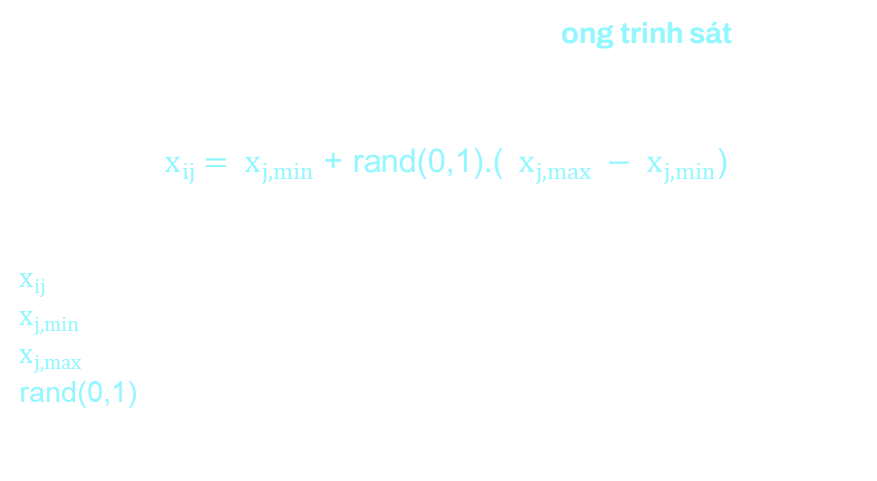 ong trinh sát
x_ij = x_j,min + rand(0,1).( x_j,max − x_j,min)
x_ij
x_j,min
x_j,max
rand(0,1)